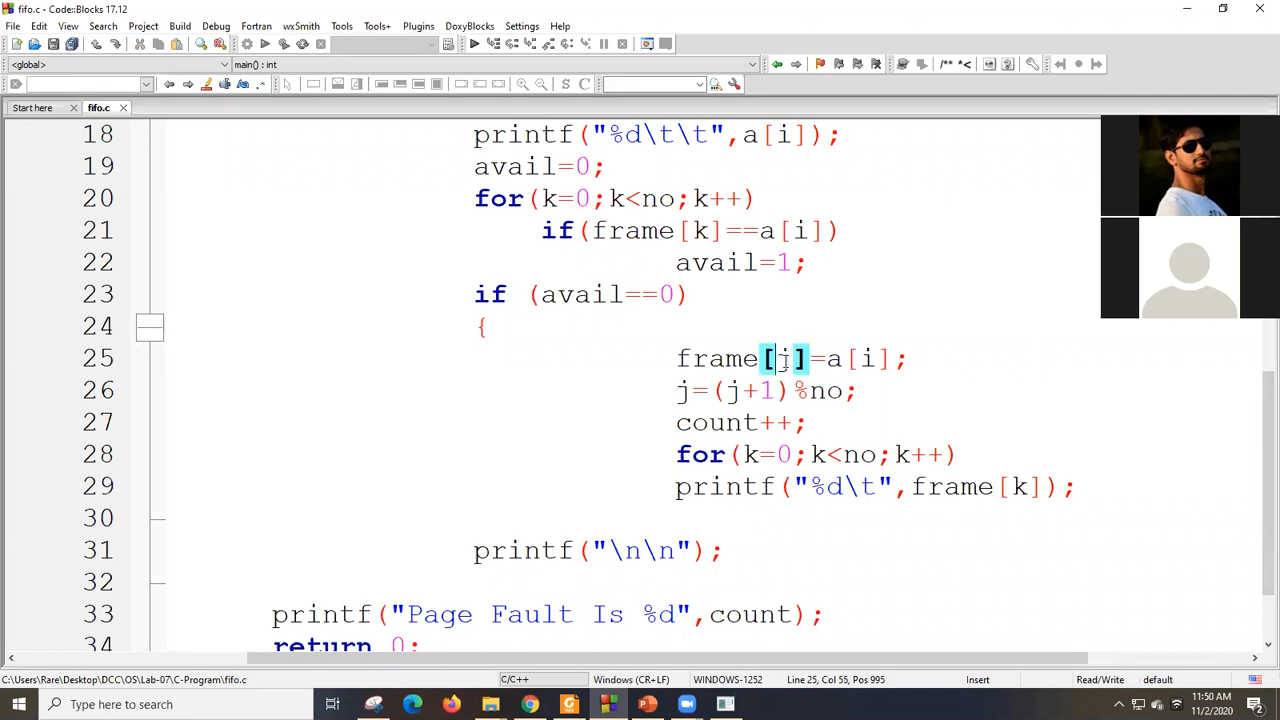 fifo.c - Code::Blocks 17.12
File Edit View Search Project Build Debug Fortran wxSmith Tools Tools+ Plugins DoxyBlocks Settings Help
<global> main() : int
/** *<
S C
Start here fifo.c
18 printf("%d\t\t",a[i]);
19 avail=0;
20 for(k=0;k<no;k++)
21 if(frame[k]==a[i])
22 avail=1;
23 if (avail==0)
24 {
25 frame[j]=a[i];
26 j=(j+1)%no;
27 count++;
28 for(k=0;k<no;k++)
29 printf("%d\t",frame[k]);
30
31 printf("\n\n");
32
33 printf("Page Fault Is %d",count);
34 return 0;
C:\Users\Rare\Desktop\DCC\OS\Lab-07\C-Program\fifo.c C/C++ Windows (CR+LF) WINDOWS-1252 Line 25, Col 55, Pos 995 Insert Read/Write default
Type here to search
11:50 AM
11/2/2020